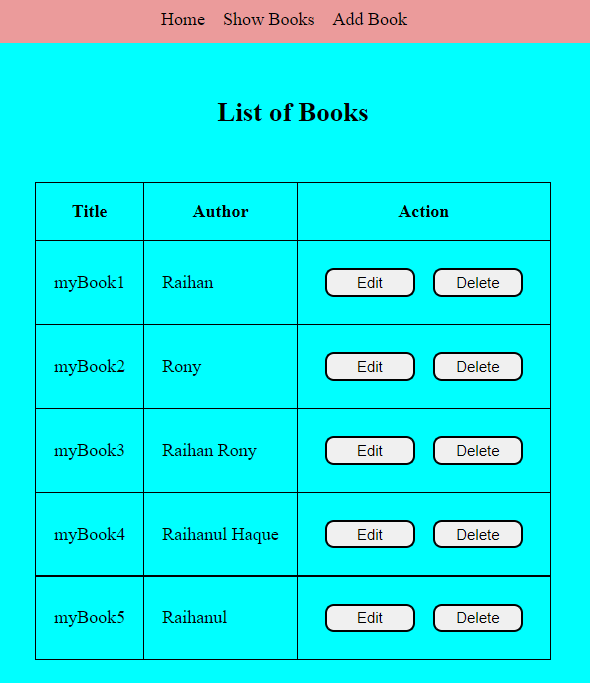 Home Show Books Add Book
List of Books
Title Author Action
myBook1 Raihan Edit Delete
myBook2 Rony Edit Delete
myBook3 Raihan Rony Edit Delete
myBook4 Raihanul Haque Edit Delete
myBook5 Raihanul Edit Delete